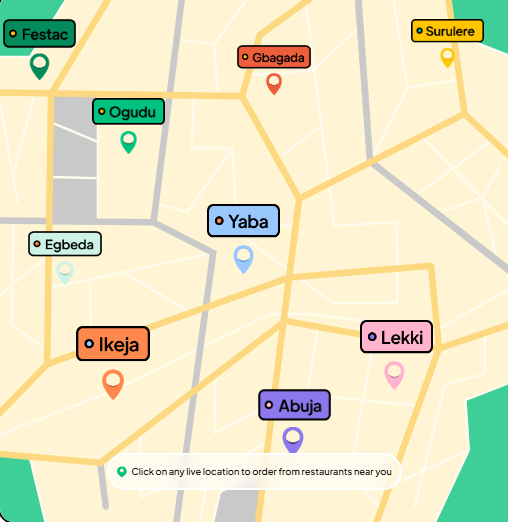 Festac
Surulere
Gbagada
Ogudu
Yaba
Egbeda
Ikeja
Lekki
Abuja
Click on any live location to order from restaurants near you